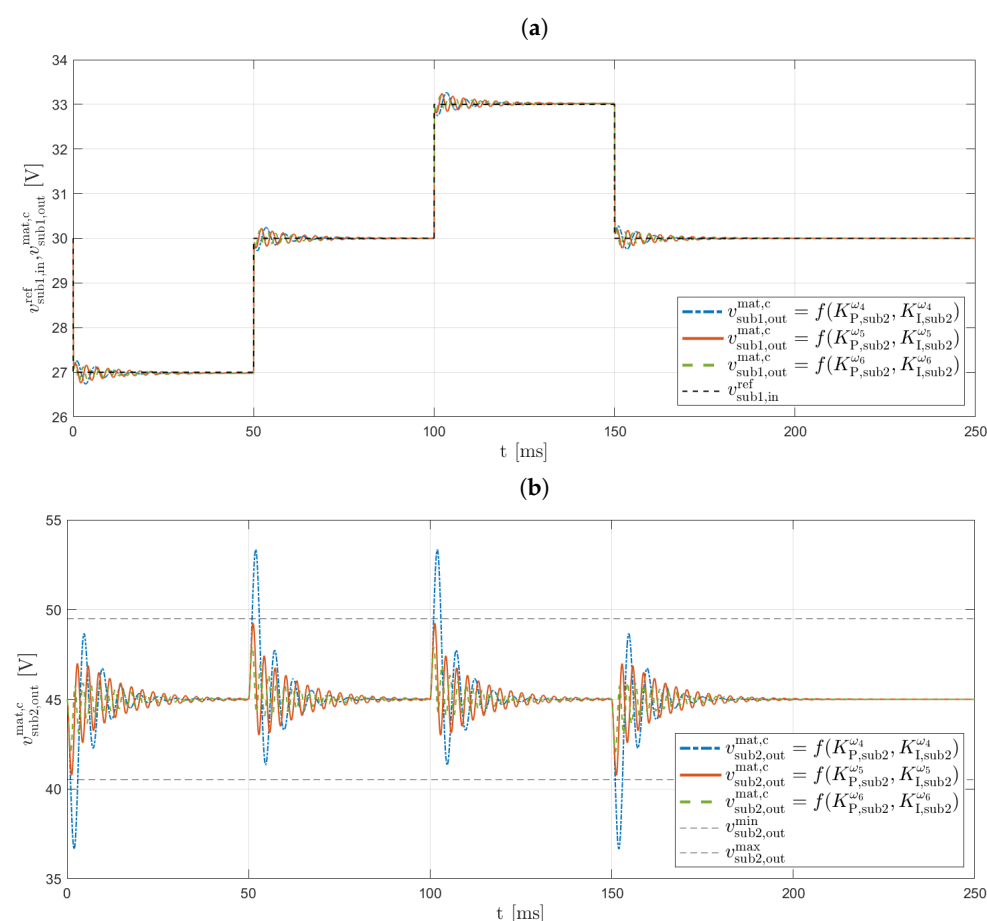 (a)
v^ref_sub1,in, v^mat,c_sub1,out [V]
34
33
32
31
30
29
28
27
26
0 50 100 150 200 250
t [ms]
v^mat,c_sub1,out = f(K^ω4_P,sub2, K^ω4_I,sub2)
v^mat,c_sub1,out = f(K^ω5_P,sub2, K^ω5_I,sub2)
v^mat,c_sub1,out = f(K^ω6_P,sub2, K^ω6_I,sub2)
v^ref_sub1,in
(b)
v^mat,c_sub2,out [V]
55
50
45
40
35
30
0 50 100 150 200 250
t [ms]
v^mat,c_sub2,out = f(K^ω4_P,sub2, K^ω4_I,sub2)
v^mat,c_sub2,out = f(K^ω5_P,sub2, K^ω5_I,sub2)
v^mat,c_sub2,out = f(K^ω6_P,sub2, K^ω6_I,sub2)
v^min_sub2,out
v^max_sub2,out